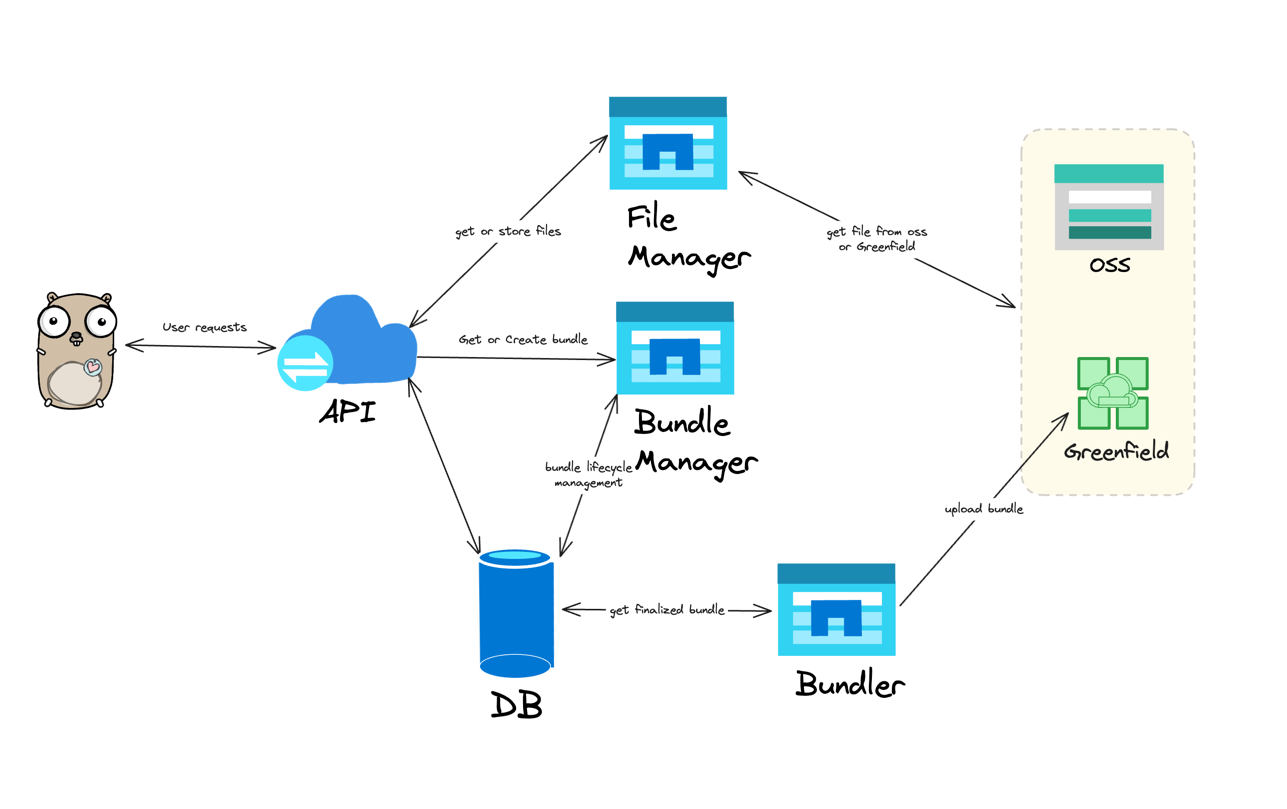 File
Manager
get or store files
get file from oss
or Greenfield
OSS
User requests
Get or Create bundle
API
Bundle
Manager
Greenfield
bundle lifecycle
management
upload bundle
get finalized bundle
Bundler
DB